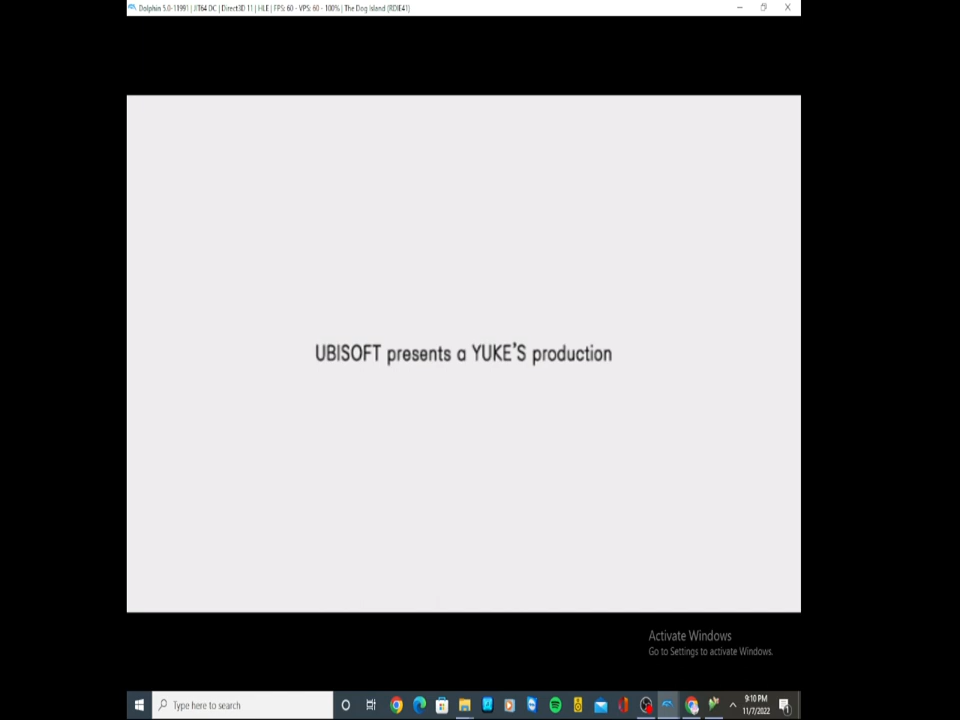 Dolphin 5.0-11991 | JIT64 DC | Direct3D 11 | HLE | FPS: 60 - VPS: 60 - 100% | The Dog Island (RDIE41)
UBISOFT presents a YUKE'S production
Activate Windows
Go to Settings to activate Windows.
Type here to search
9:10 PM
11/7/2022
1